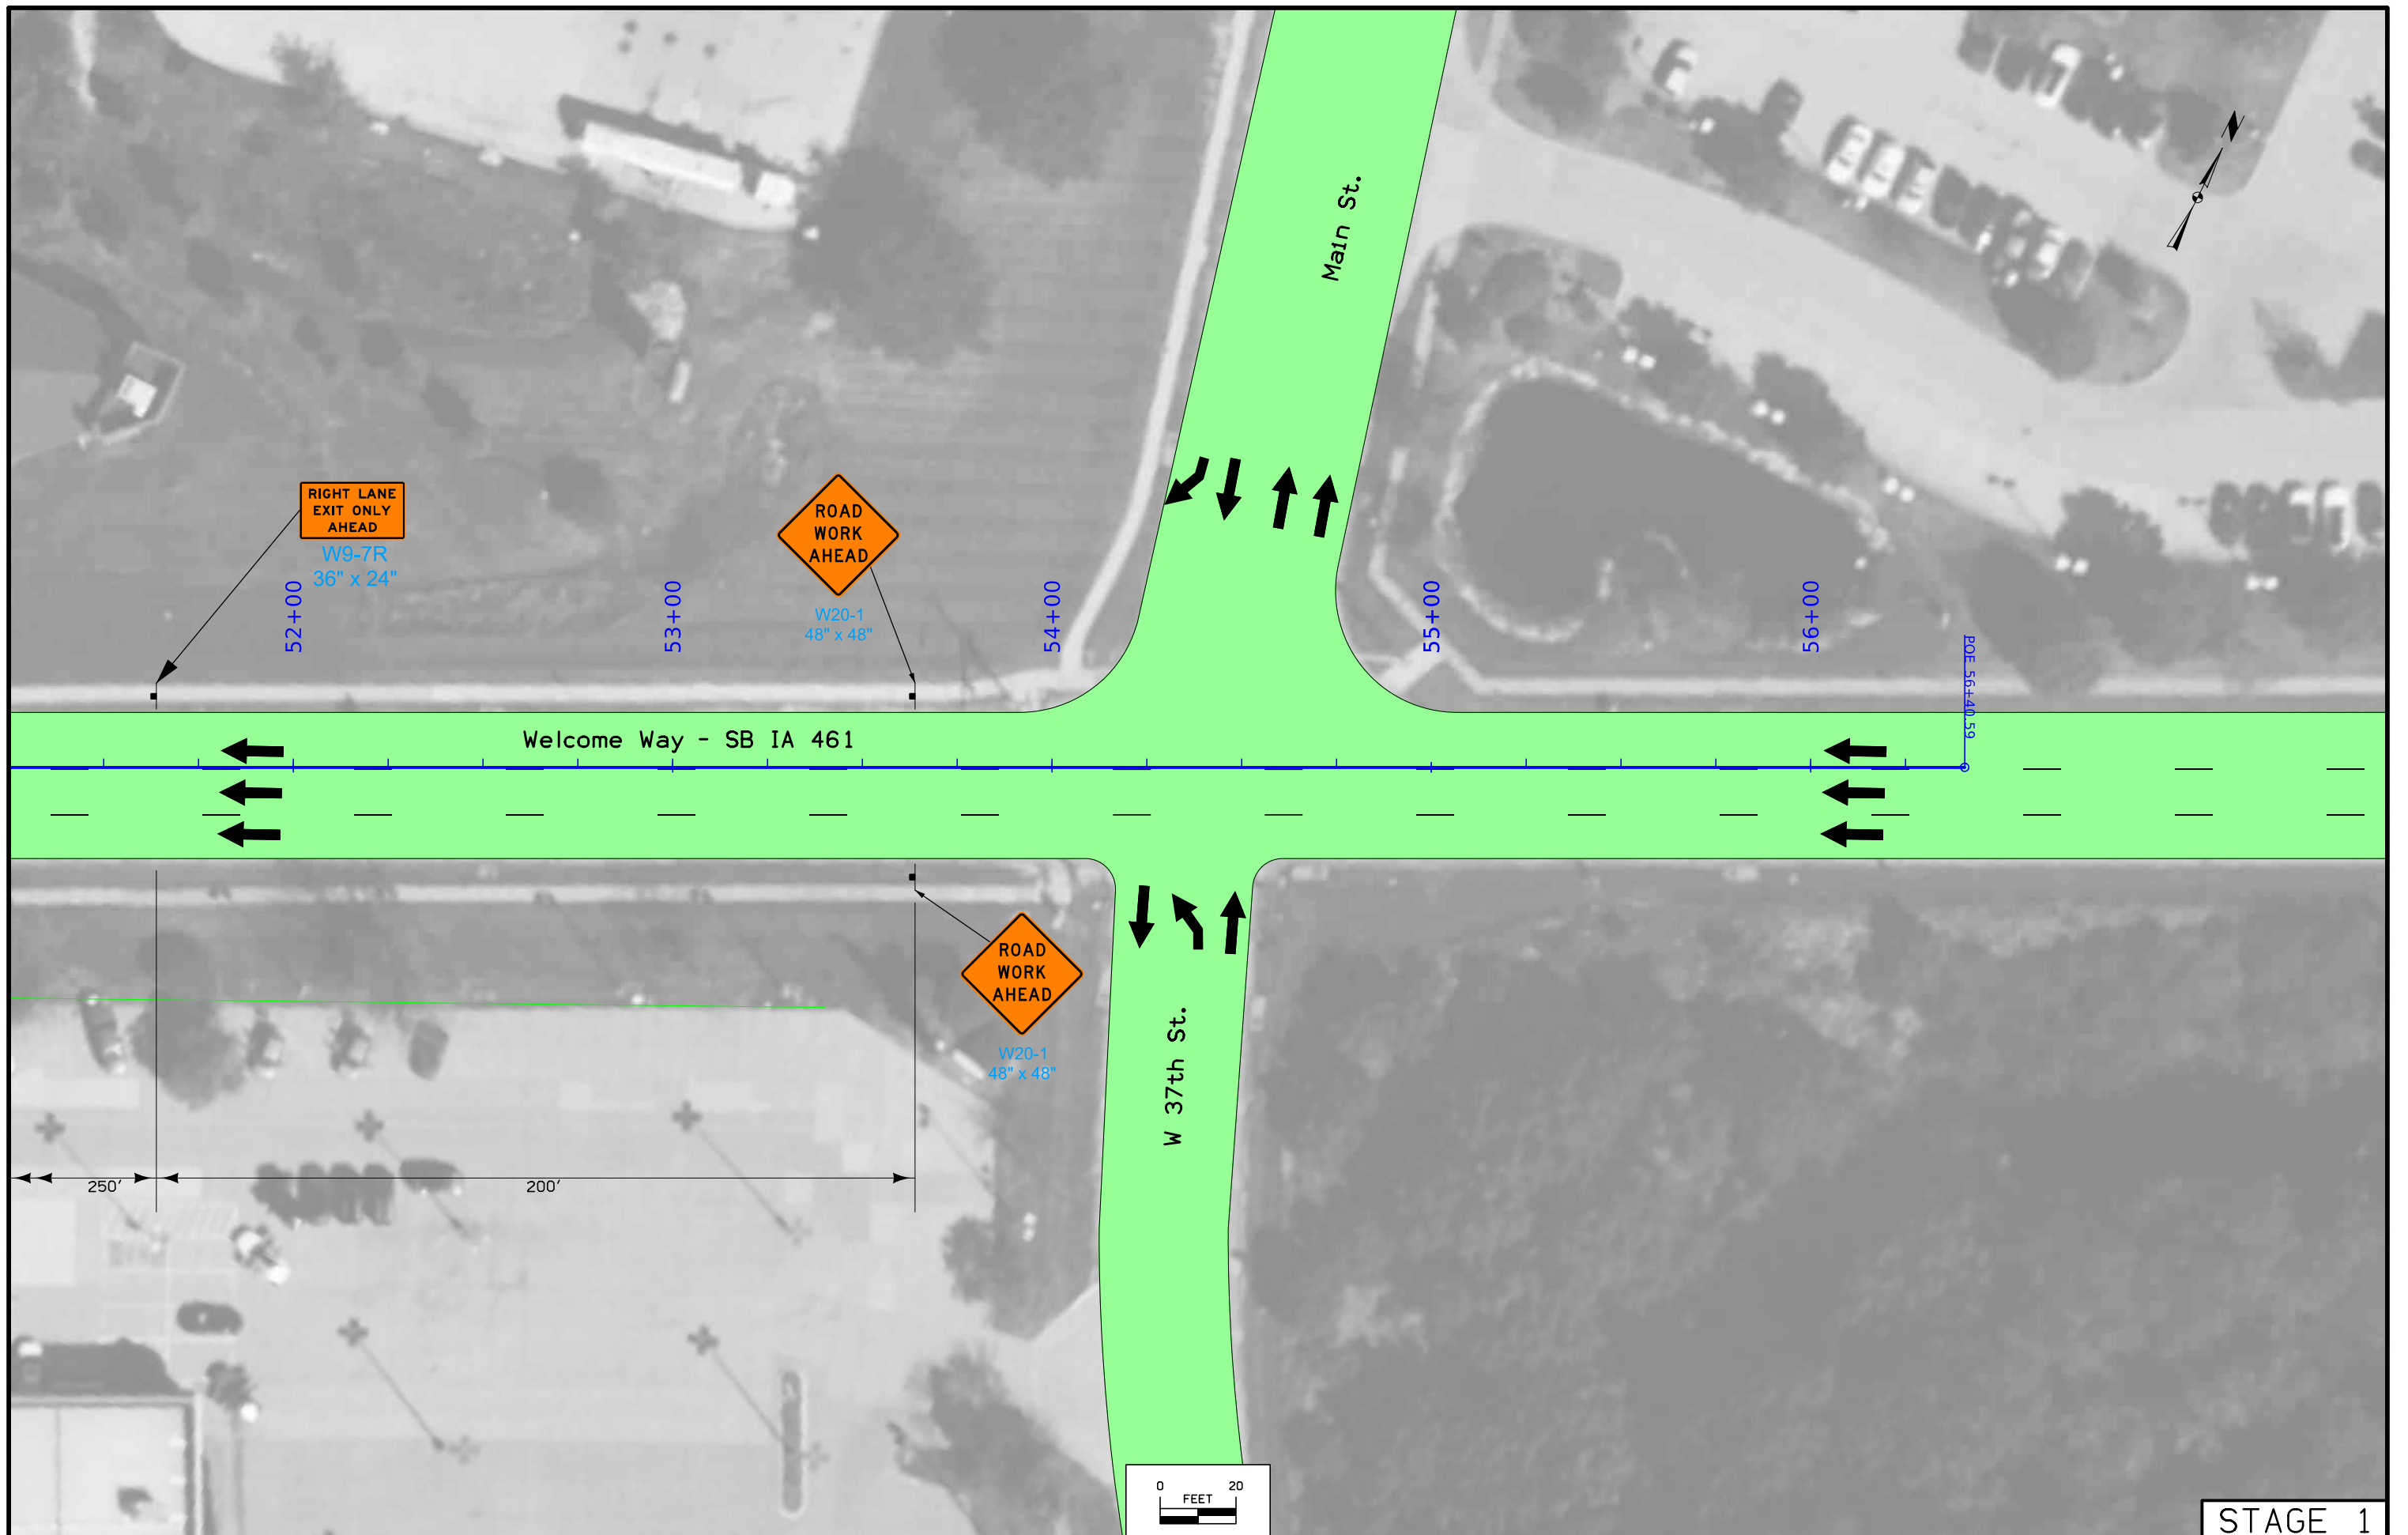 Main St.
N
RIGHT LANE
EXIT ONLY
AHEAD
W9-7R
36" x 24"
ROAD
WORK
AHEAD
W20-1
48" x 48"
52+00
53+00
54+00
55+00
56+00
POE 56+40.59
Welcome Way - SB IA 461
ROAD
WORK
AHEAD
W20-1
48" x 48"
W 37th St.
250'
200'
0 20
FEET
STAGE 1